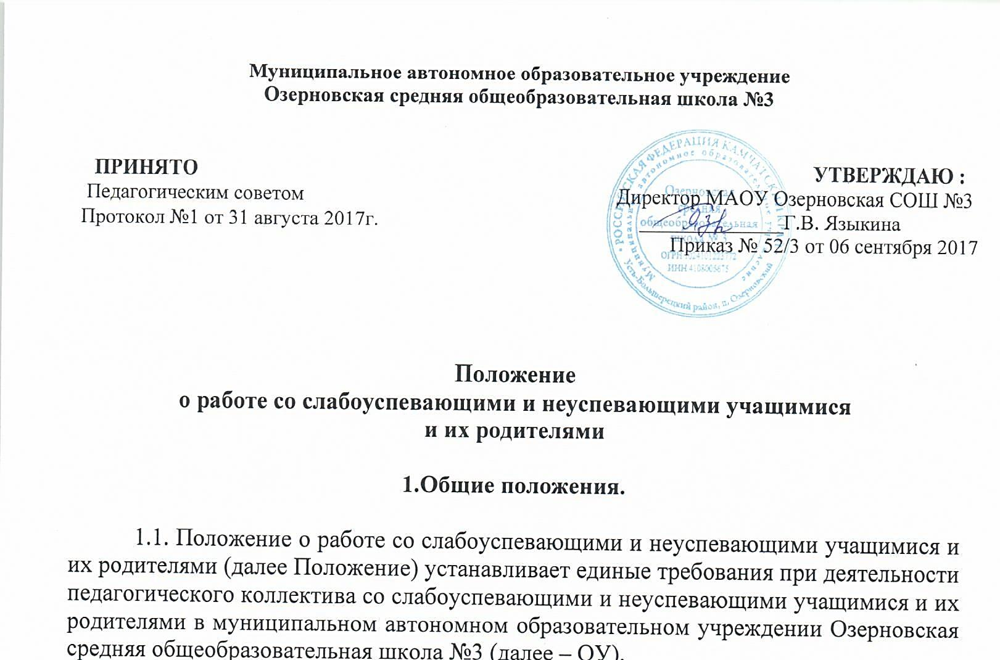 Муниципальное автономное образовательное учреждение
Озерновская средняя общеобразовательная школа №3
ПРИНЯТО
Педагогическим советом
Протокол №1 от 31 августа 2017г.
УТВЕРЖДАЮ :
Директор МАОУ Озерновская СОШ №3
Г.В. Языкина
Приказ № 52/3 от 06 сентября 2017
РОССИЙСКАЯ ФЕДЕРАЦИЯ КАМЧАТСКИЙ КРАЙ
Усть-Большерецкий район, п. Озерновский
Муниципальное автономное образовательное учреждение
Озерновская
средняя
общеобразовательная
школа № 3
ОГРН
ИНН
Положение
о работе со слабоуспевающими и неуспевающими учащимися
и их родителями
1.Общие положения.
1.1. Положение о работе со слабоуспевающими и неуспевающими учащимися и
их родителями (далее Положение) устанавливает единые требования при деятельности
педагогического коллектива со слабоуспевающими и неуспевающими учащимися и их
родителями в муниципальном автономном образовательном учреждении Озерновская
средняя общеобразовательная школа №3 (далее – ОУ).